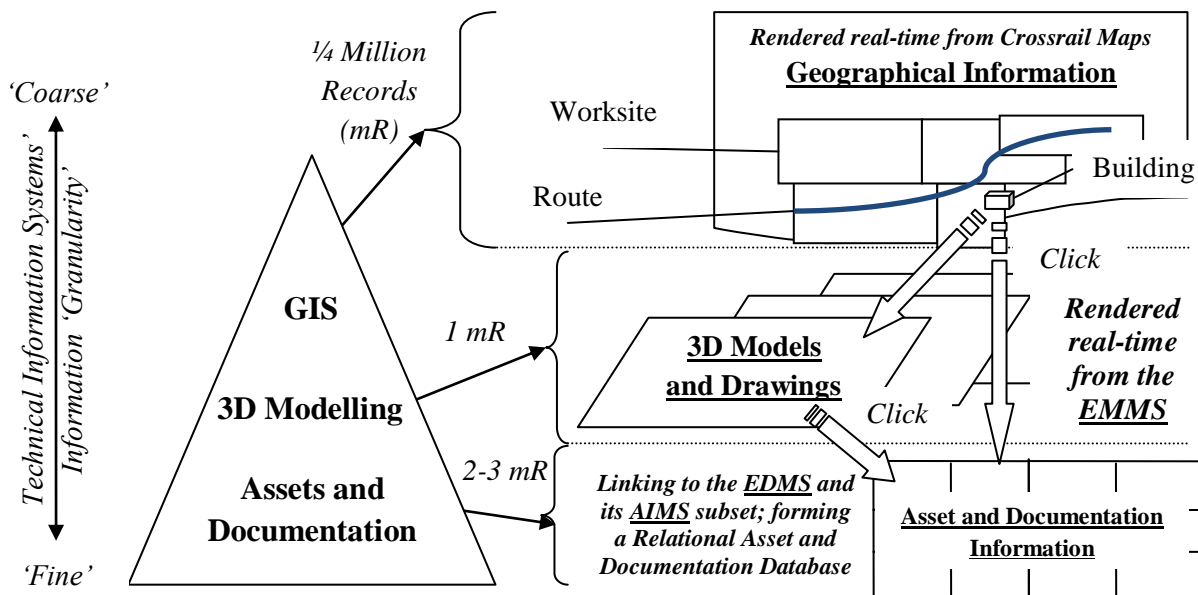 ‘Coarse’
Technical Information Systems’
Information ‘Granularity’
‘Fine’
GIS
3D Modelling
Assets and
Documentation
¼ Million
Records
(mR)
1 mR
2-3 mR
Rendered real-time from Crossrail Maps
Geographical Information
Worksite
Route
Building
Click
3D Models
and Drawings
Click
Rendered
real-time
from the
EMMS
Linking to the EDMS and
its AIMS subset; forming
a Relational Asset and
Documentation Database
Asset and Documentation
Information